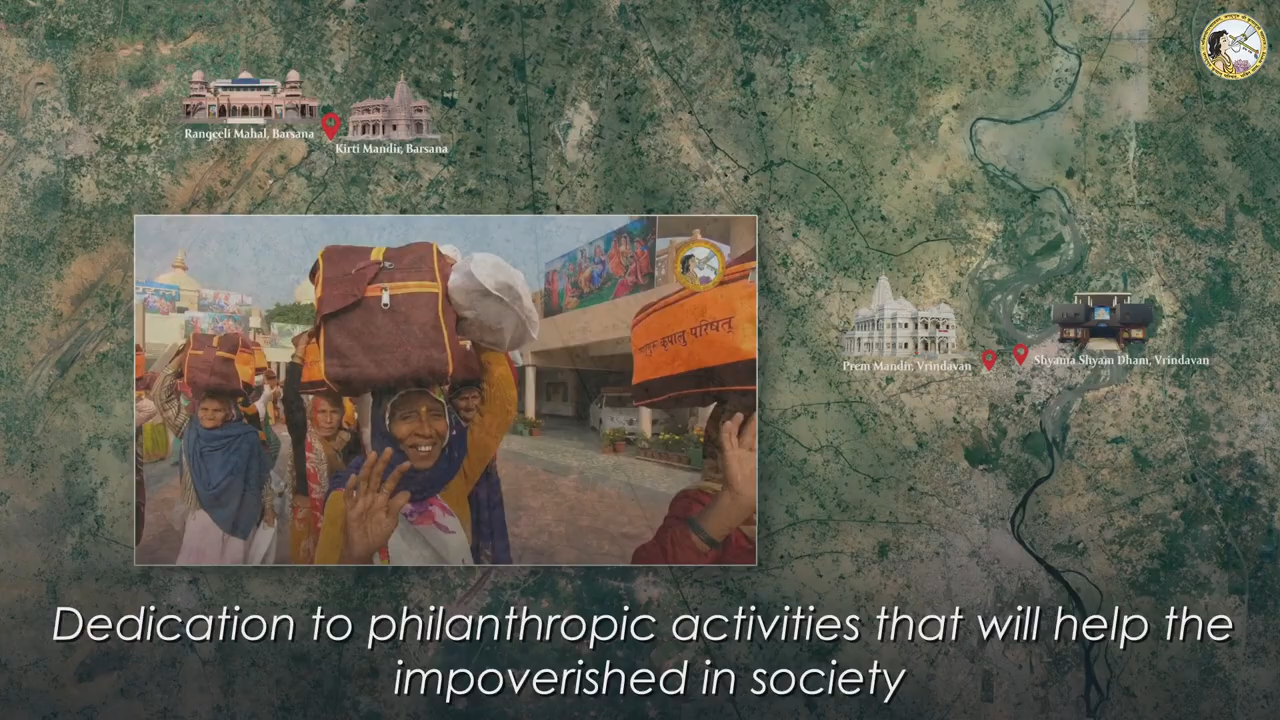 Rangeeli Mahal, Barsana
Kirti Mandir, Barsana
कृपालु परिषत्
Prem Mandir, Vrindavan
Shyama Shyam Dham, Vrindavan
Dedication to philanthropic activities that will help the
impoverished in society